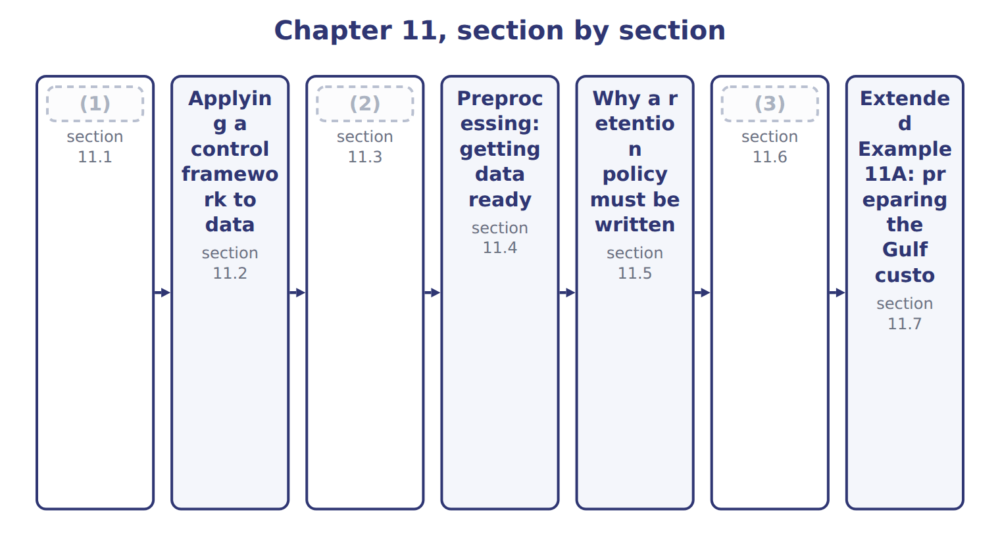 Chapter 11, section by section
(1)
section
11.1
Applyin
g a
control
framewo
rk to
data
section
11.2
(2)
section
11.3
Preproc
essing:
getting
data
ready
section
11.4
Why a r
etentio
n
policy
must be
written
section
11.5
(3)
section
11.6
Extende
d
Example
11A: pr
eparing
the
Gulf
custo
section
11.7